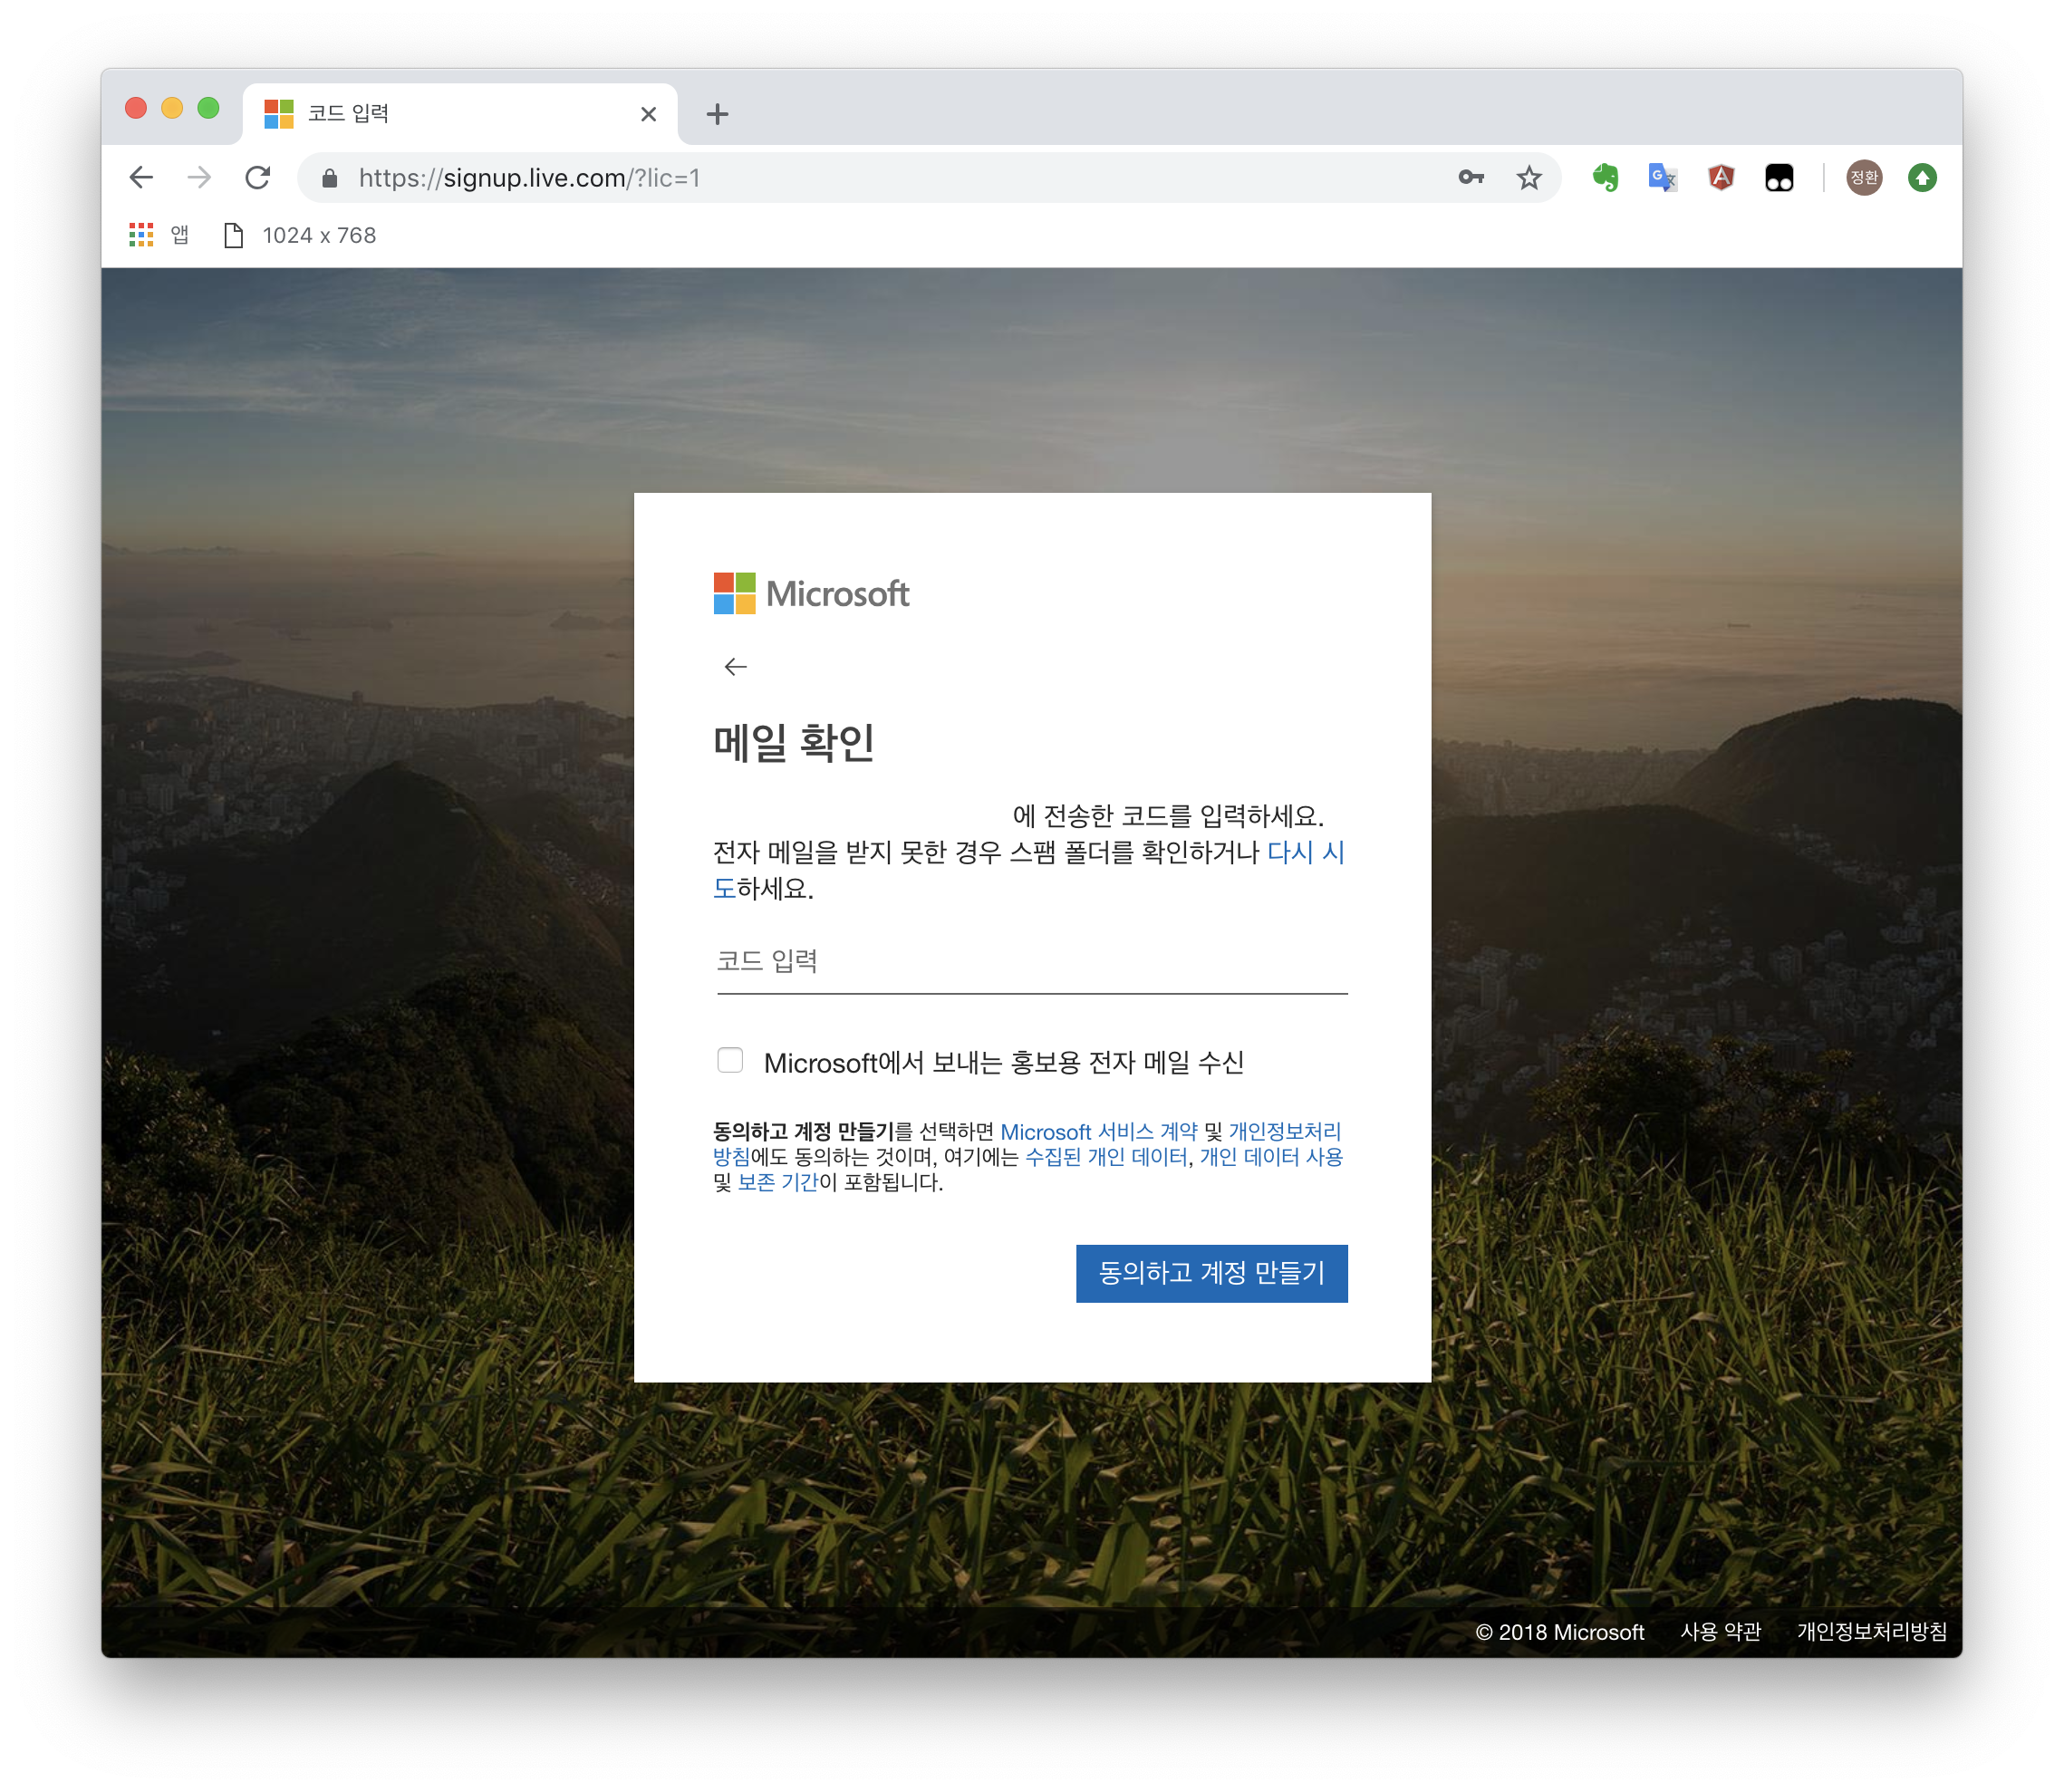 코드 입력
https://signup.live.com/?lic=1
정환
앱
1024 x 768
Microsoft
메일 확인
에 전송한 코드를 입력하세요.
전자 메일을 받지 못한 경우 스팸 폴더를 확인하거나 다시 시
도하세요.
코드 입력
Microsoft에서 보내는 홍보용 전자 메일 수신
동의하고 계정 만들기를 선택하면 Microsoft 서비스 계약 및 개인정보처리
방침에도 동의하는 것이며, 여기에는 수집된 개인 데이터, 개인 데이터 사용
및 보존 기간이 포함됩니다.
동의하고 계정 만들기
© 2018 Microsoft 사용 약관 개인정보처리방침